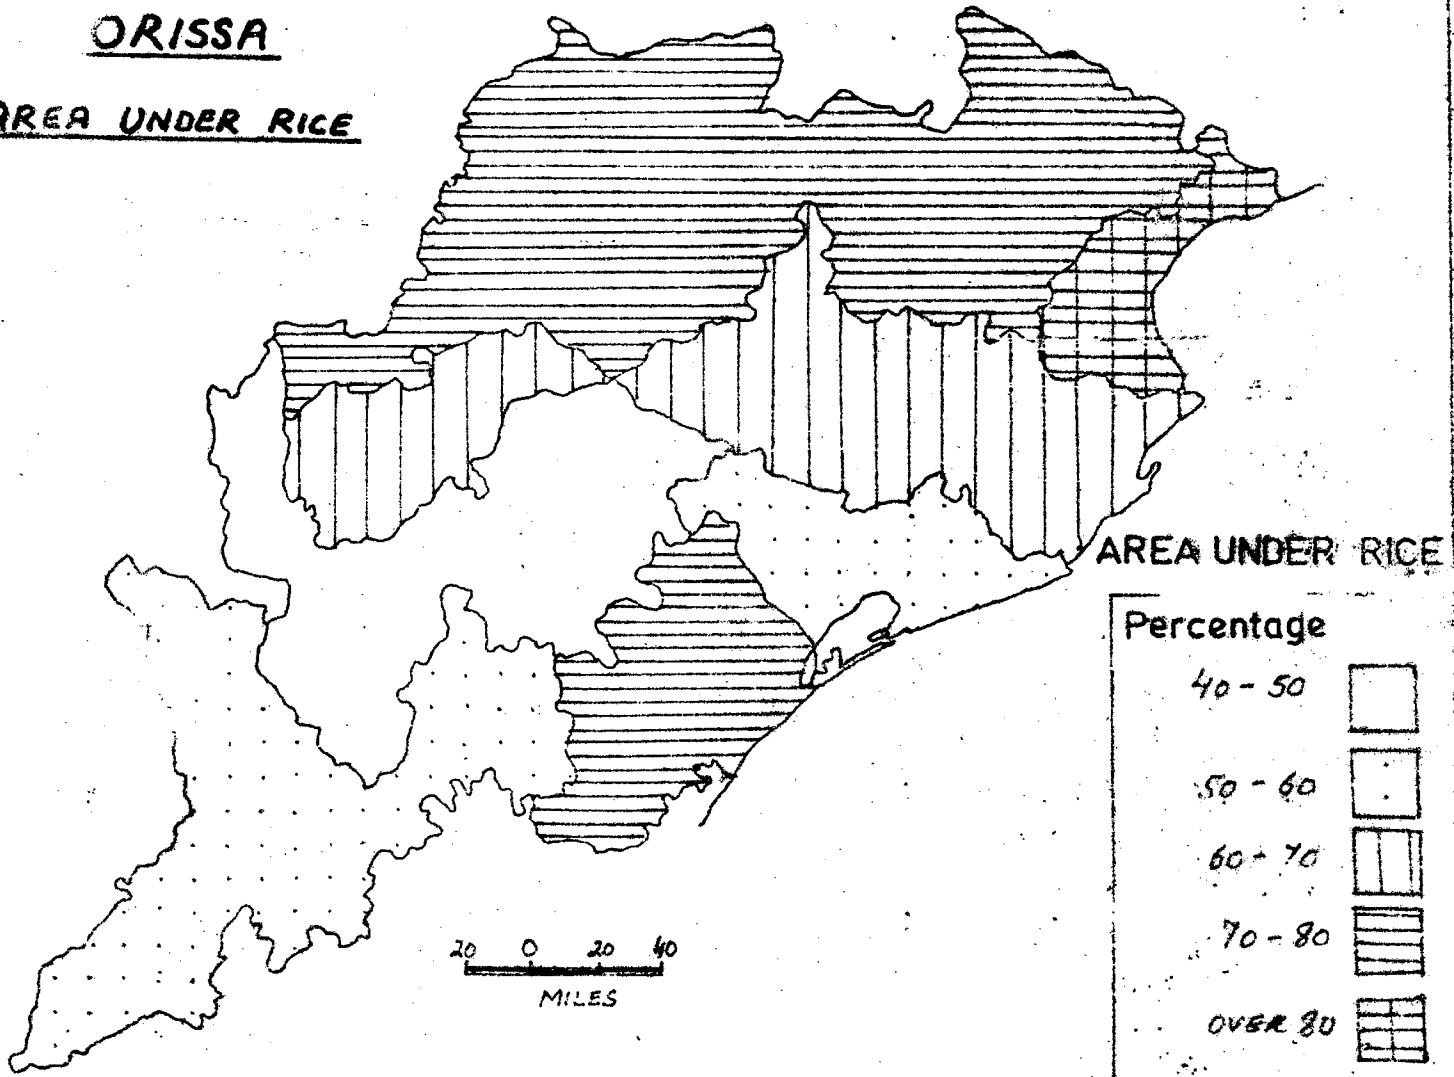 ORISSA
AREA UNDER RICE
AREA UNDER RICE
Percentage
40 - 50
50 - 60
60 - 70
70 - 80
OVER 80
20 0 20 40
MILES